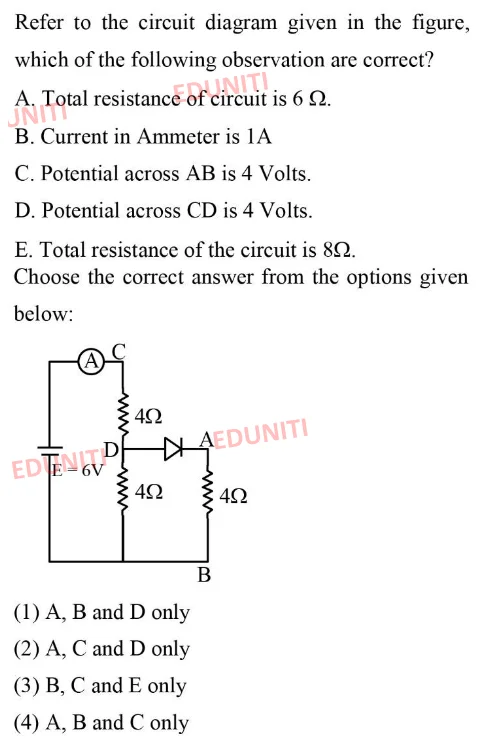 Refer to the circuit diagram given in the figure,
which of the following observation are correct?
EDUNITI
A. Total resistance of circuit is 6 Ω.
UNITI
B. Current in Ammeter is 1A
C. Potential across AB is 4 Volts.
D. Potential across CD is 4 Volts.
E. Total resistance of the circuit is 8Ω.
Choose the correct answer from the options given
below:
A C
4Ω
D A EDUNITI
EDUNITI
E = 6V
4Ω 4Ω
B
(1) A, B and D only
(2) A, C and D only
(3) B, C and E only
(4) A, B and C only